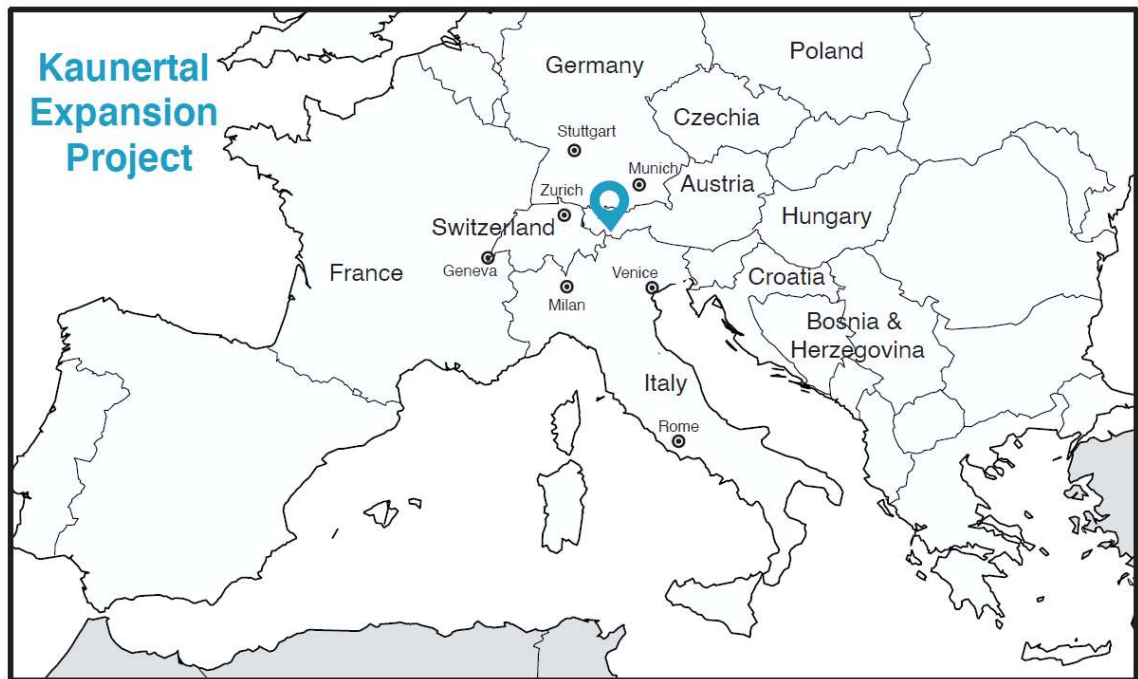 Kaunertal
Expansion
Project
Poland
Germany
Czechia
Stuttgart
Munich
Austria
Zurich
Hungary
Switzerland
France
Geneva
Venice
Croatia
Milan
Bosnia &
Herzegovina
Italy
Rome